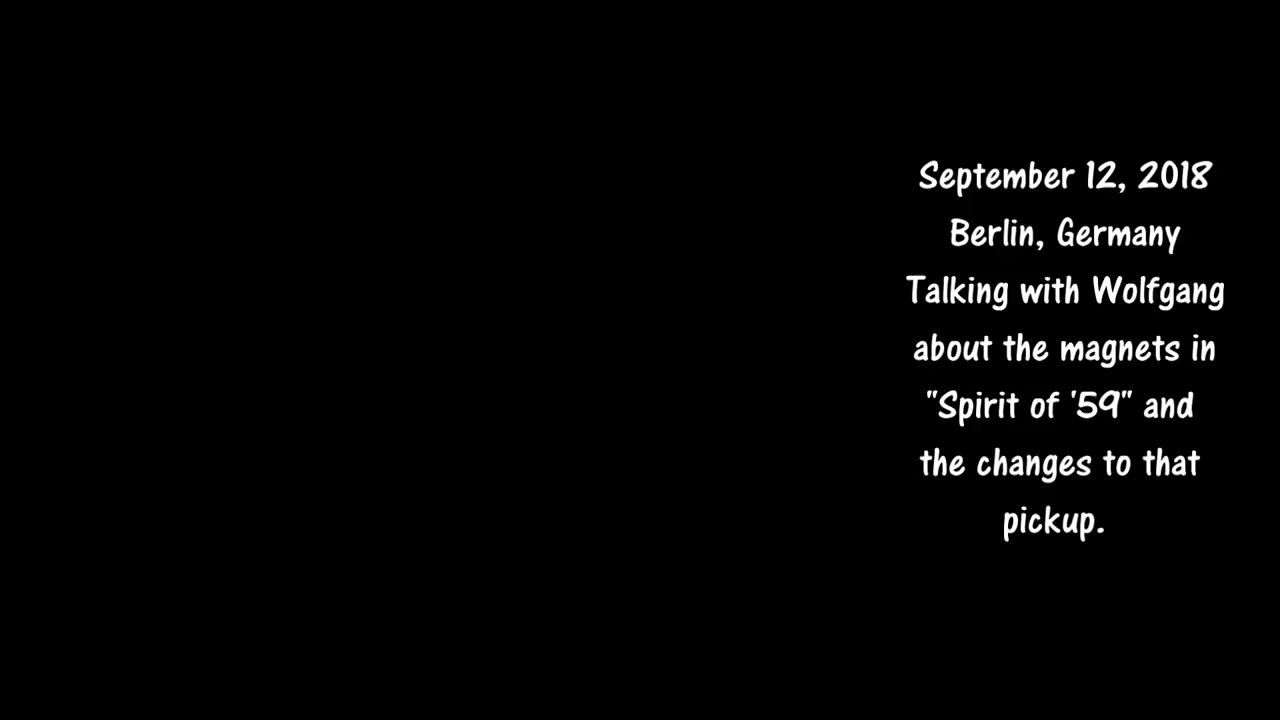 September 12, 2018
Berlin, Germany
Talking with Wolfgang
about the magnets in
"Spirit of '59" and
the changes to that
pickup.